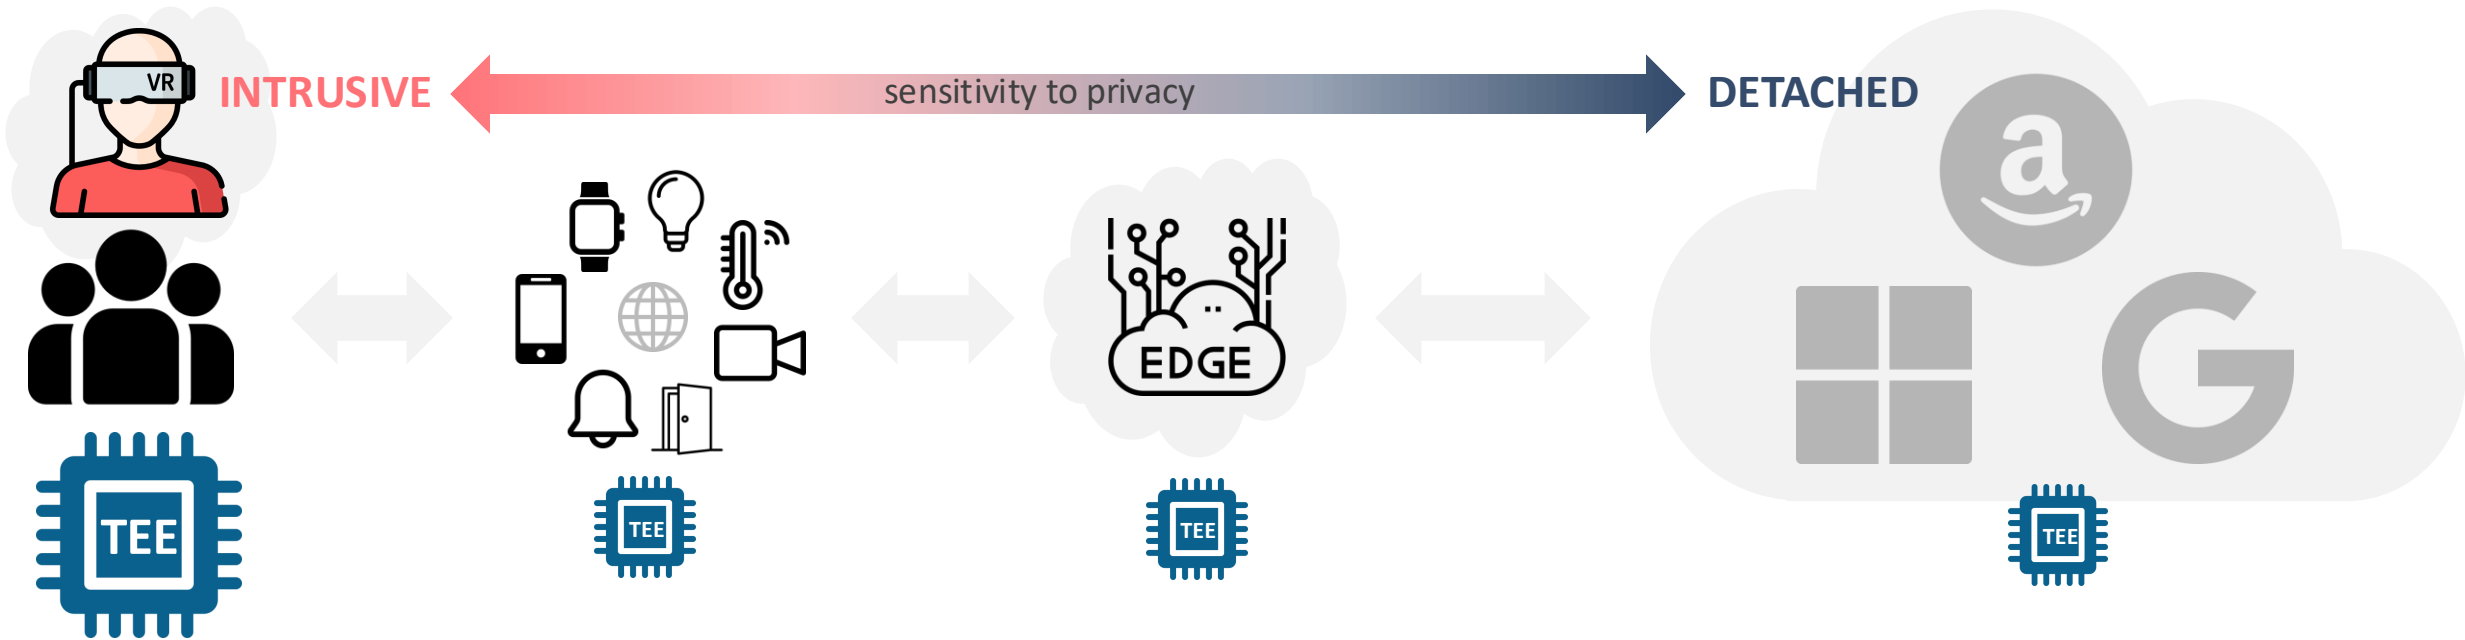 VR
INTRUSIVE
sensitivity to privacy
DETACHED
a
EDGE
G
TEE
TEE
TEE
TEE